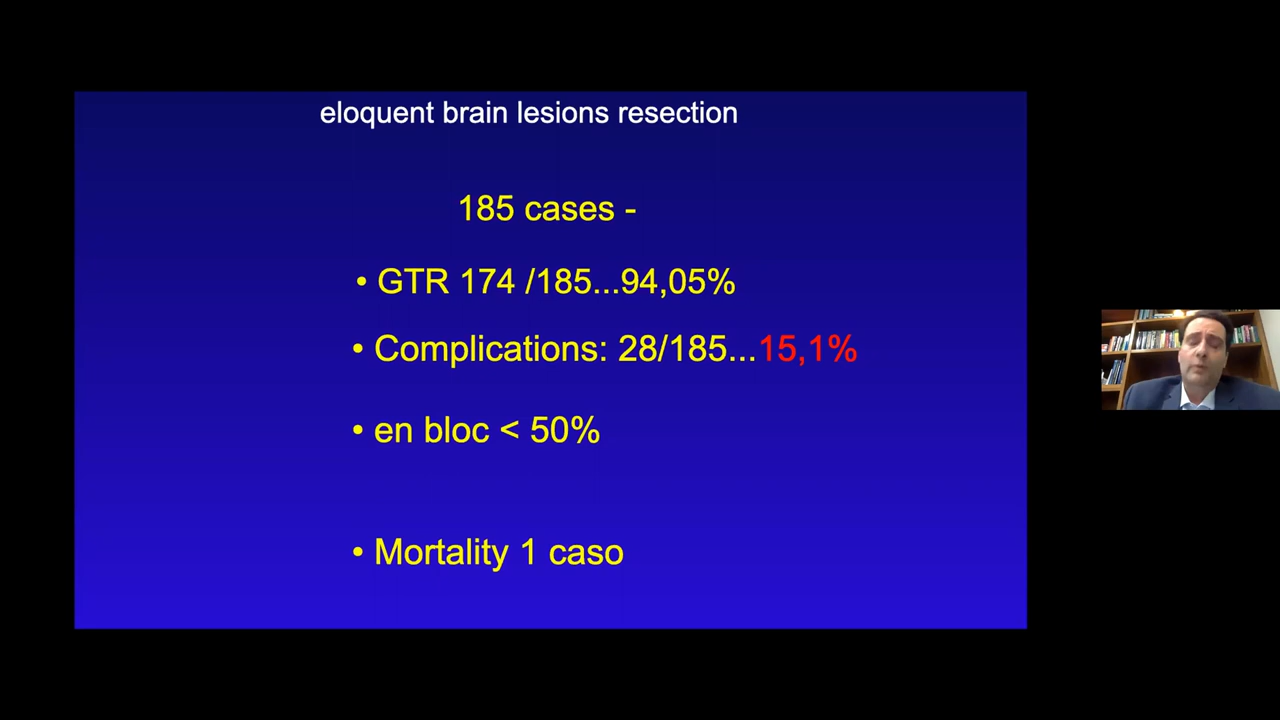 eloquent brain lesions resection
185 cases -
• GTR 174 /185...94,05%
• Complications: 28/185...15,1%
• en bloc < 50%
• Mortality 1 caso